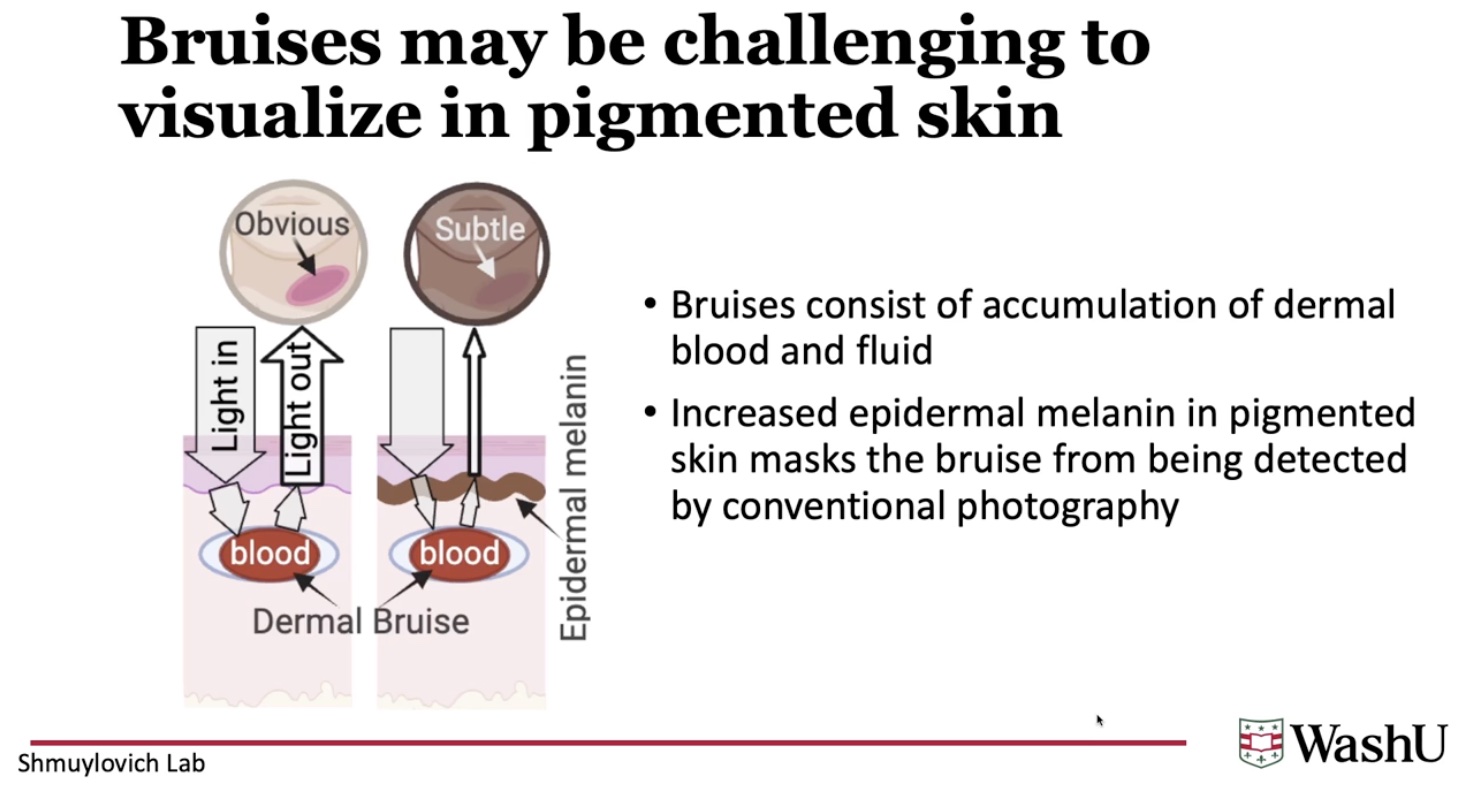 Bruises may be challenging to
visualize in pigmented skin
Obvious
Subtle
Light in
Light out
Epidermal melanin
blood
blood
Dermal Bruise
• Bruises consist of accumulation of dermal
blood and fluid
• Increased epidermal melanin in pigmented
skin masks the bruise from being detected
by conventional photography
Shmuylovich Lab
WashU